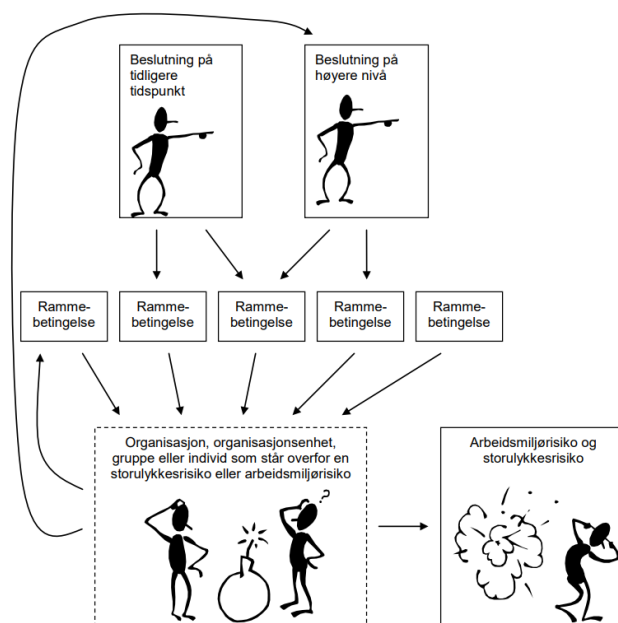 Beslutning på
tidligere
tidspunkt
Beslutning på
høyere nivå
Ramme-
betingelse
Ramme-
betingelse
Ramme-
betingelse
Ramme-
betingelse
Ramme-
betingelse
Organisasjon, organisasjonsenhet,
gruppe eller individ som står overfor en
storulykkesrisiko eller arbeidsmiljørisiko
?
Arbeidsmiljørisiko og
storulykkesrisiko